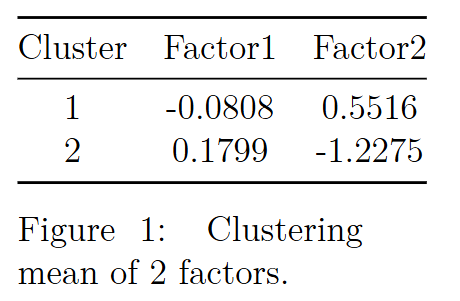 Cluster Factor1 Factor2
1 -0.0808 0.5516
2 0.1799 -1.2275
Figure 1: Clustering
mean of 2 factors.